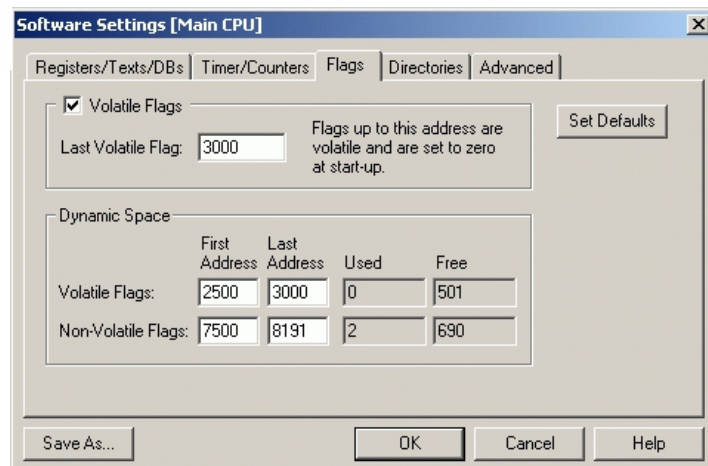 Software Settings [Main CPU]
Registers/Texts/DBs Timer/Counters Flags Directories Advanced
Volatile Flags
Set Defaults
Last Volatile Flag: 3000
Flags up to this address are
volatile and are set to zero
at start-up.
Dynamic Space
First Last
Address Address Used Free
Volatile Flags: 2500 3000 0 501
Non-Volatile Flags: 7500 8191 2 690
Save As... OK Cancel Help